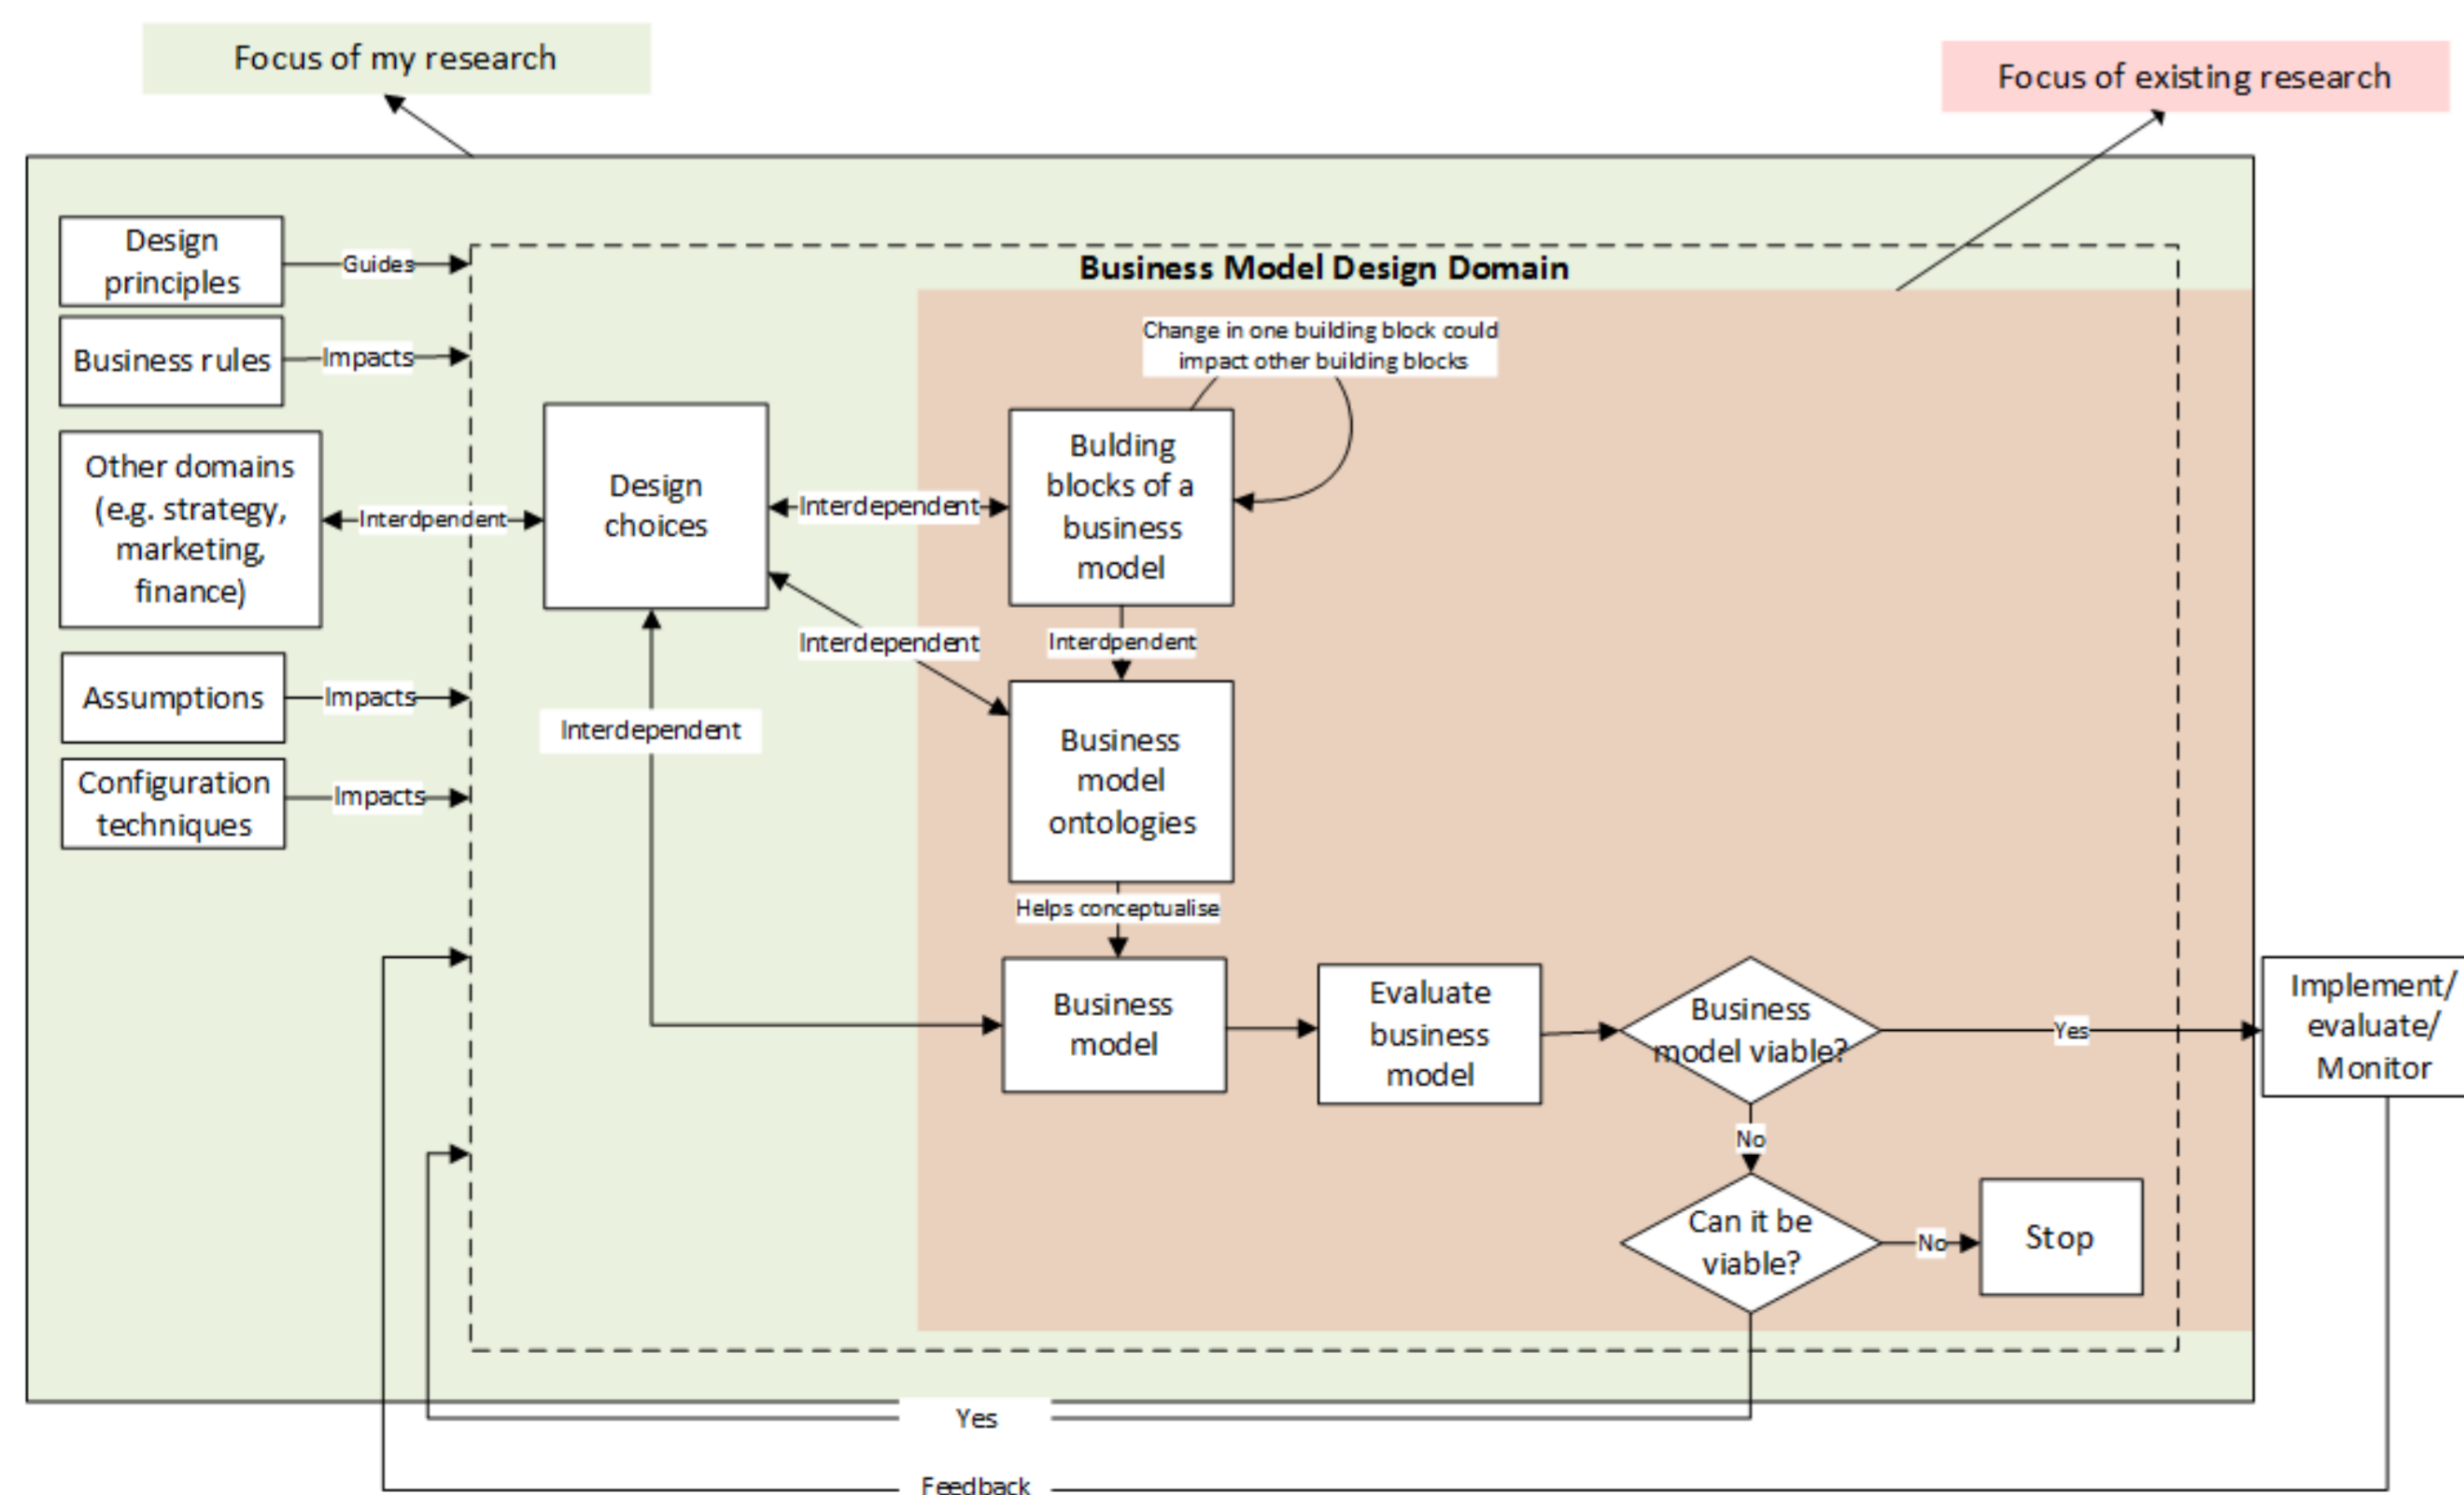 Focus of my research
Focus of existing research
Business Model Design Domain
Design
principles
Guides
Business rules
Impacts
Other domains
(e.g. strategy,
marketing,
finance)
Interdpendent
Assumptions
Impacts
Configuration
techniques
Impacts
Design
choices
Interdependent
Interdependent
Interdependent
Change in one building block could
impact other building blocks
Bulding
blocks of a
business
model
Interdpendent
Business
model
ontologies
Helps conceptualise
Business
model
Evaluate
business
model
Business
model viable?
Yes
Implement/
evaluate/
Monitor
No
Can it be
viable?
No
Stop
Yes
Feedback